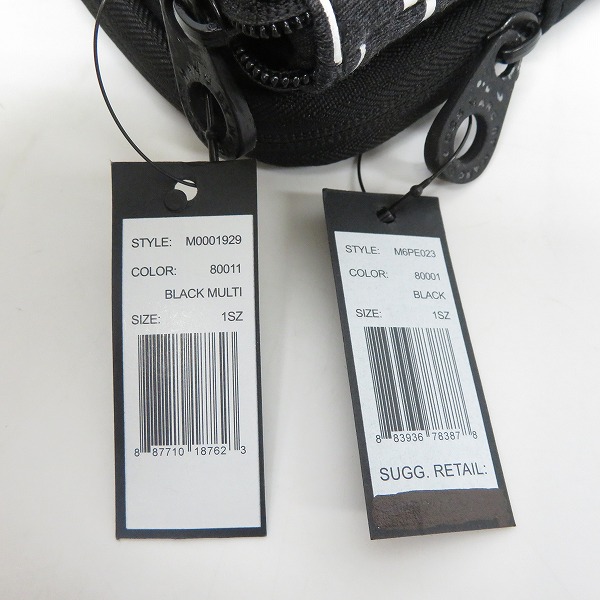 STYLE: M0001929
COLOR: 80011
BLACK MULTI
SIZE: 1SZ
8 87710 18762 3
STYLE: M6PE023
COLOR: 80001
BLACK
SIZE: 1SZ
8 83936 78387 8
SUGG. RETAIL: